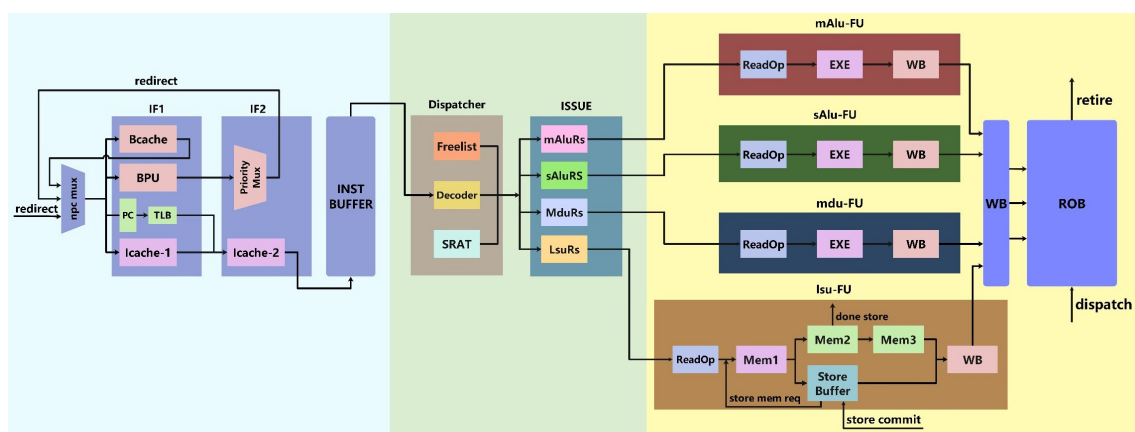 redirect
IF1
IF2
Bcache
BPU
PC
TLB
Icache-1
npc mux
redirect
Priority
Mux
Icache-2
INST
BUFFER
Dispatcher
Freelist
Decoder
SRAT
ISSUE
mAluRs
sAluRS
MduRs
LsuRs
mAlu-FU
ReadOp
EXE
WB
sAlu-FU
ReadOp
EXE
WB
mdu-FU
ReadOp
EXE
WB
lsu-FU
done store
ReadOp
Mem1
Mem2
Mem3
Store
Buffer
WB
store mem req
store commit
WB
retire
ROB
dispatch